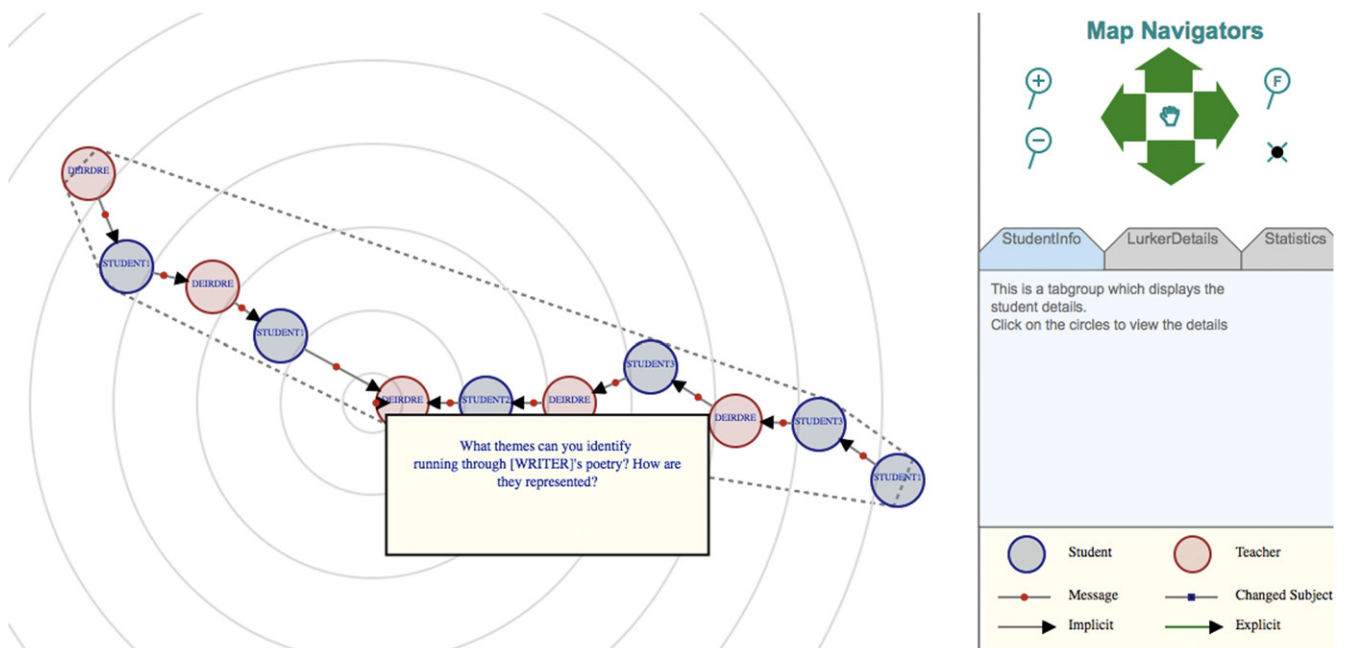 DEIRDRE
STUDENT1
DEIRDRE
STUDENT1
DEIRDRE
STUDENT2
DEIRDRE
STUDENT3
DEIRDRE
STUDENT3
STUDENT1
What themes can you identify
running through [WRITER]'s poetry? How are
they represented?
Map Navigators
F
StudentInfo
LurkerDetails
Statistics
This is a tabgroup which displays the
student details.
Click on the circles to view the details
Student
Teacher
Message
Changed Subject
Implicit
Explicit